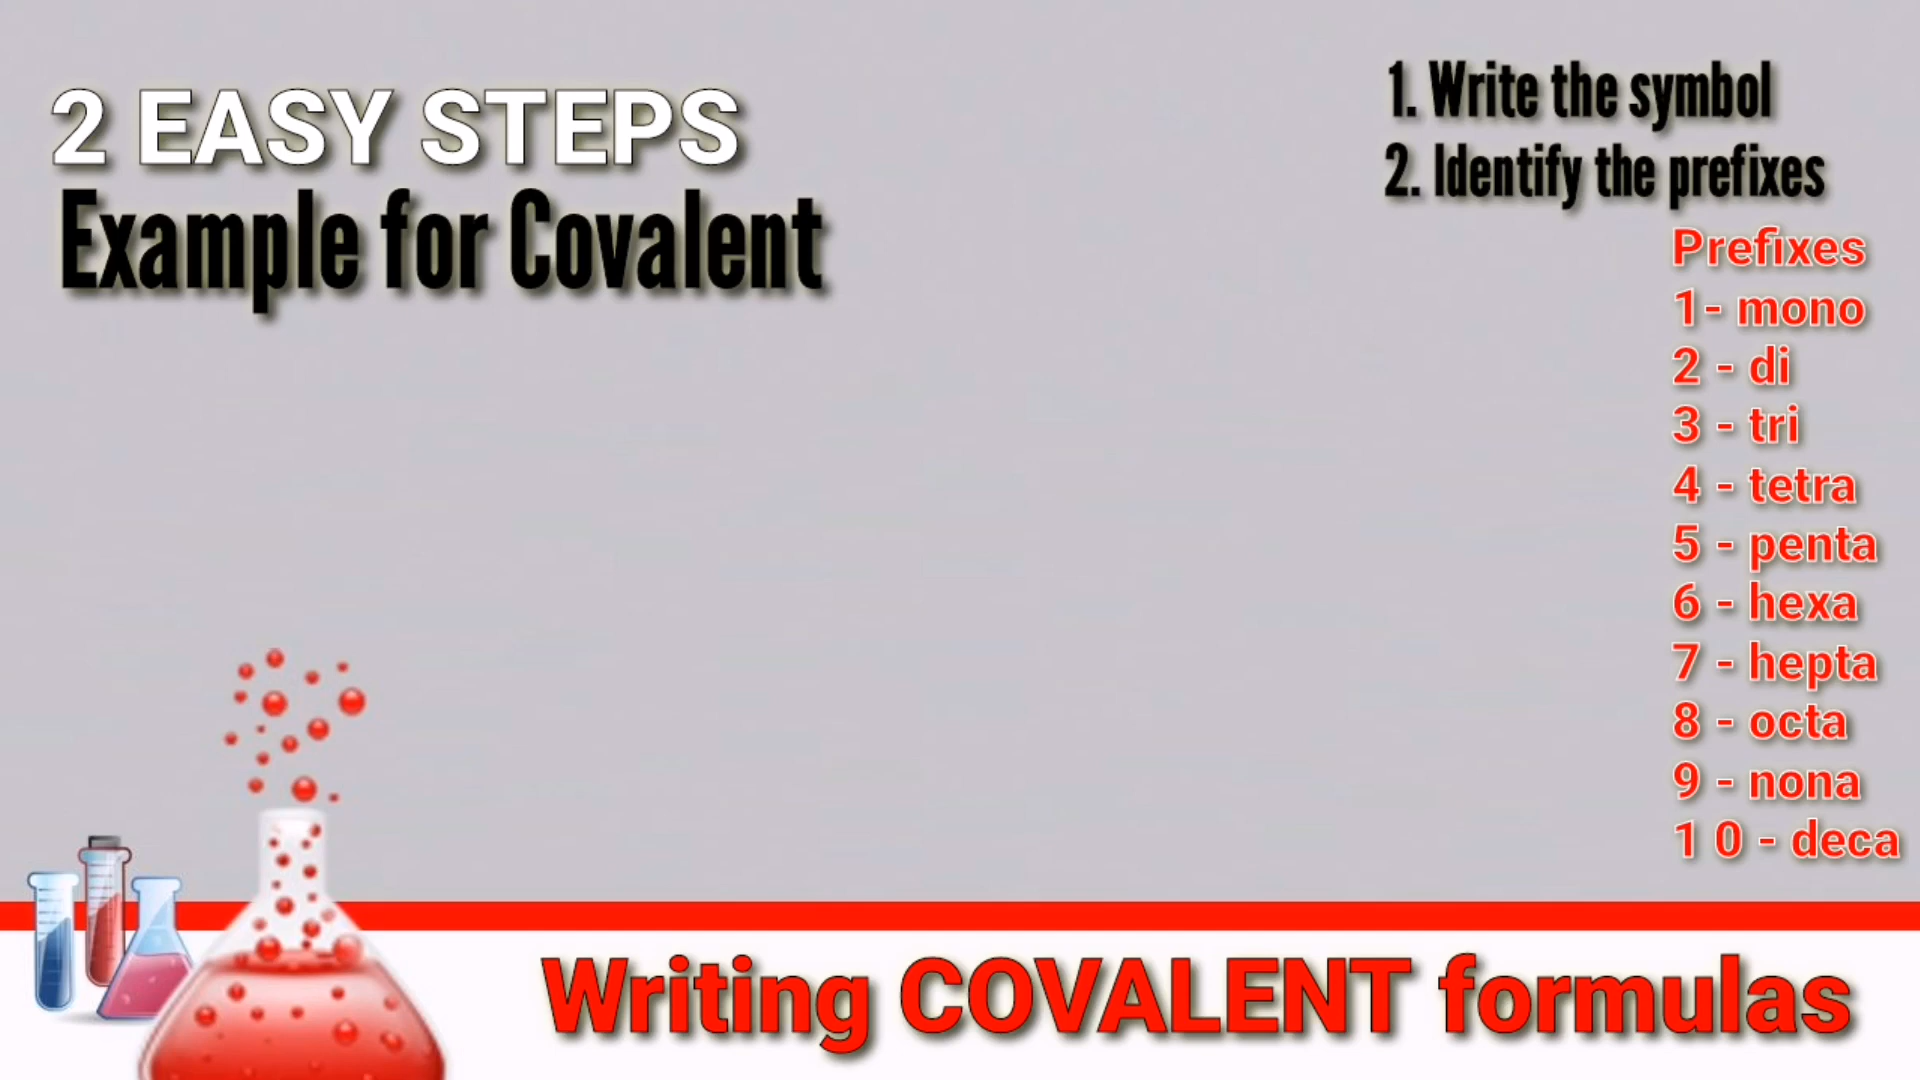 2 EASY STEPS
Example for Covalent
1. Write the symbol
2. Identify the prefixes
Prefixes
1- mono
2 - di
3 - tri
4 - tetra
5 - penta
6 - hexa
7 - hepta
8 - octa
9 - nona
1 0 - deca
Writing COVALENT formulas